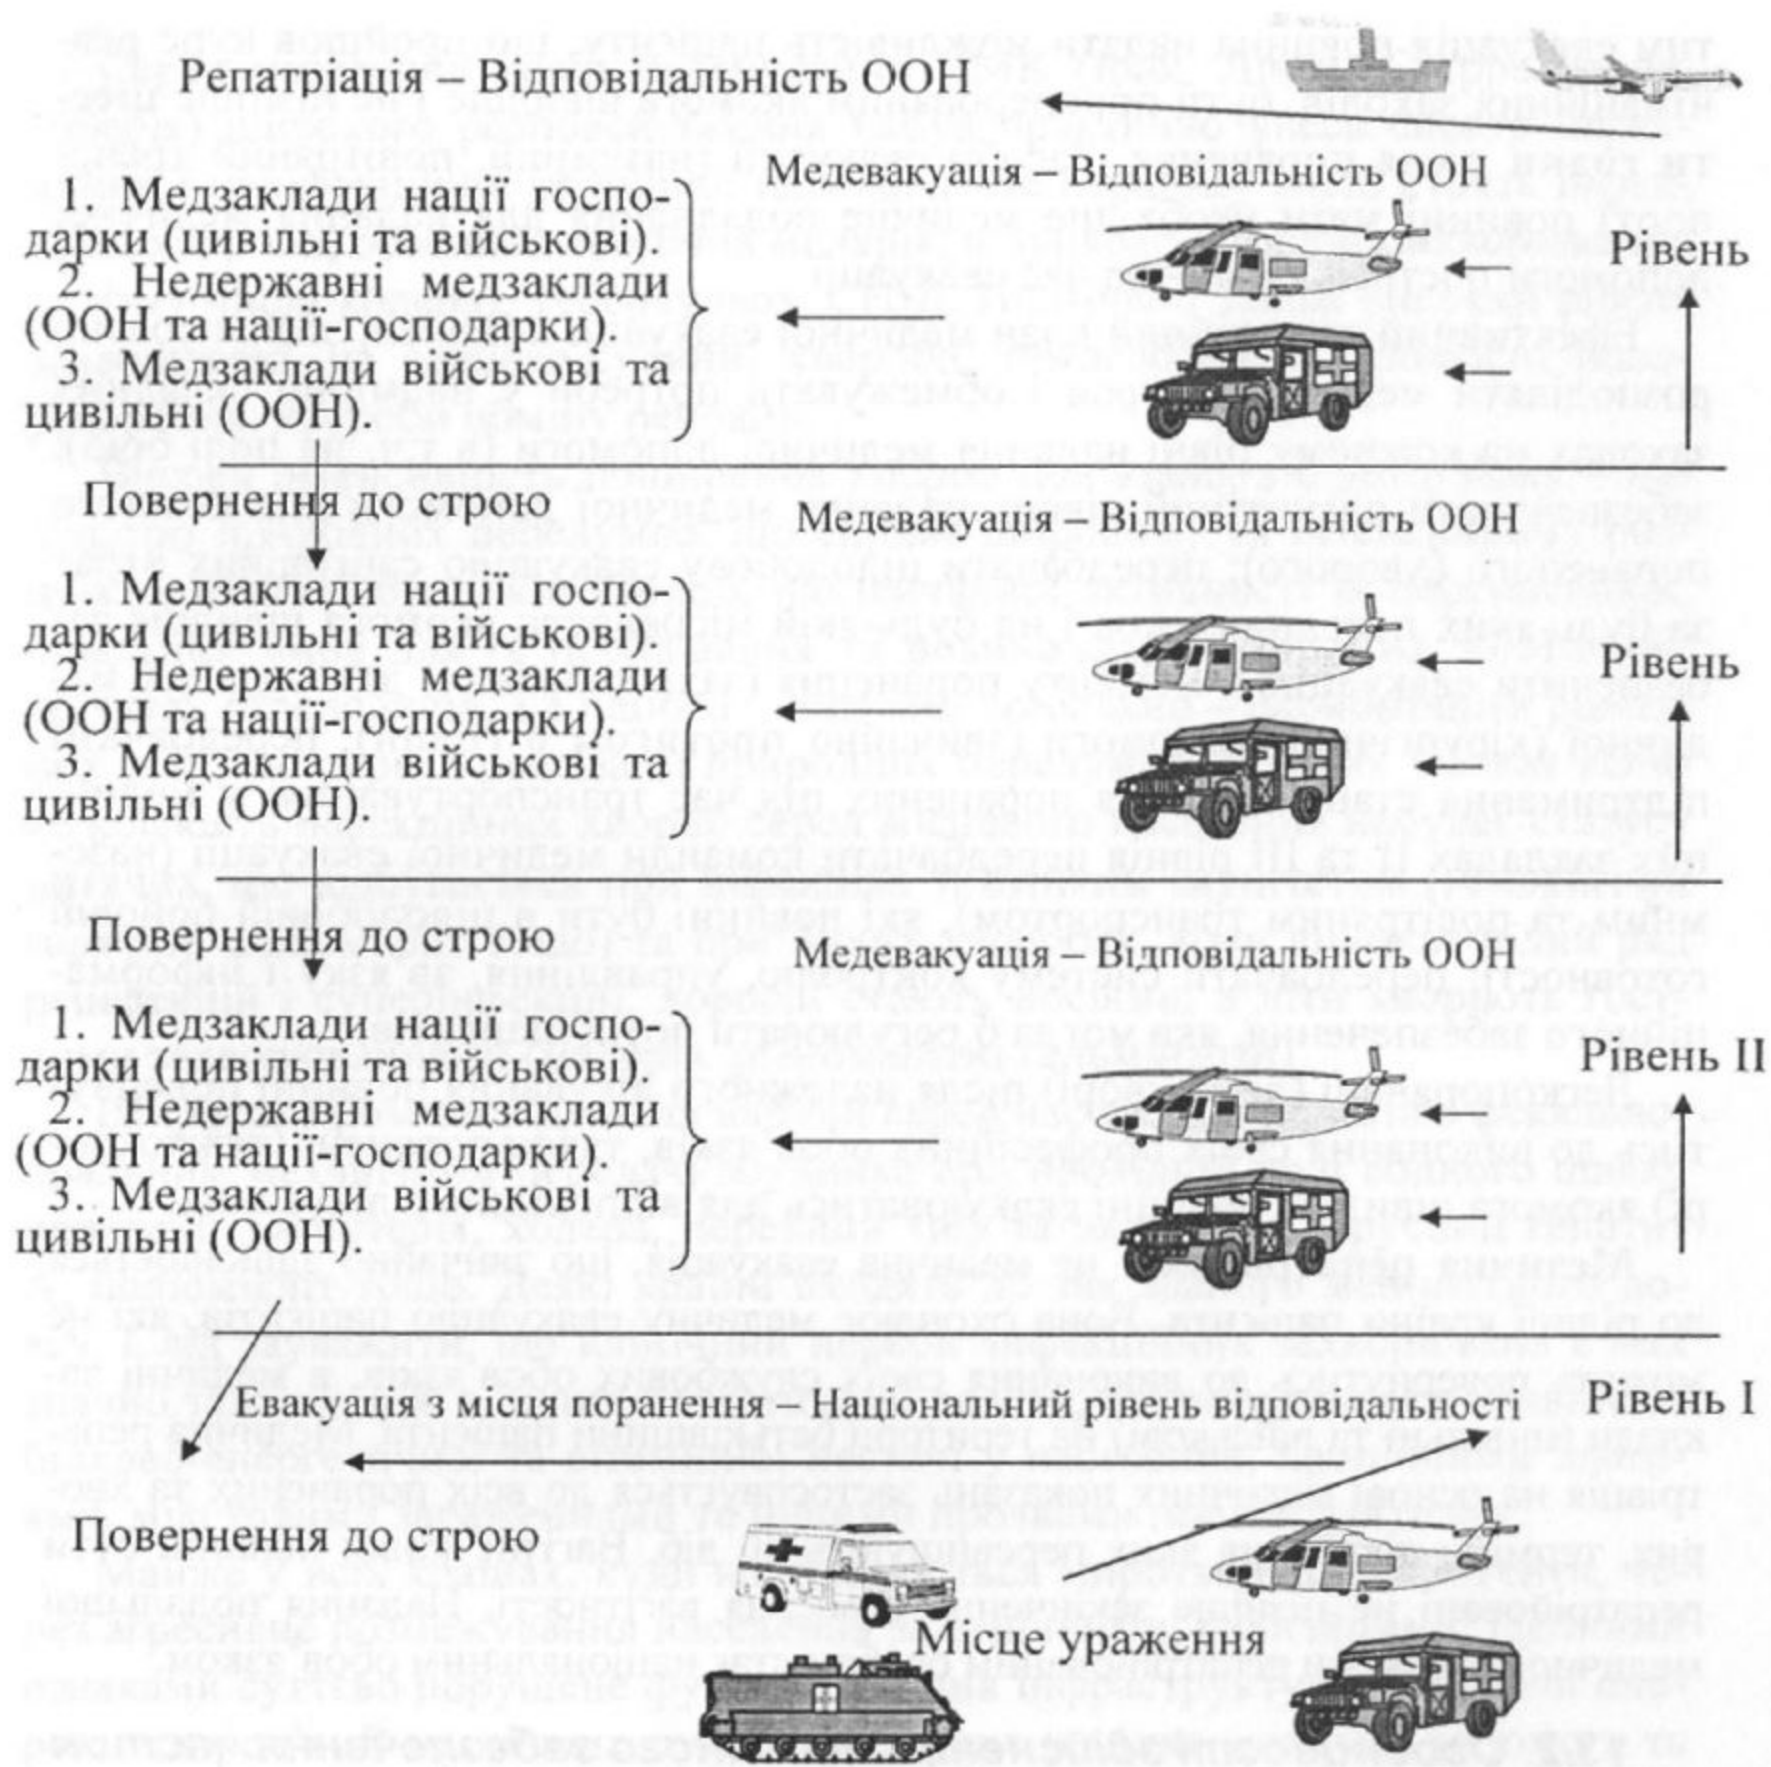 Репатріація – Відповідальність ООН
Медевакуація – Відповідальність ООН
1. Медзаклади нації госпо-
дарки (цивільні та військові).
2. Недержавні медзаклади
(ООН та нації-господарки).
3. Медзаклади військові та
цивільні (ООН).
Рівень
Повернення до строю
Медевакуація – Відповідальність ООН
1. Медзаклади нації госпо-
дарки (цивільні та військові).
2. Недержавні медзаклади
(ООН та нації-господарки).
3. Медзаклади військові та
цивільні (ООН).
Рівень
Повернення до строю
Медевакуація – Відповідальність ООН
1. Медзаклади нації госпо-
дарки (цивільні та військові).
2. Недержавні медзаклади
(ООН та нації-господарки).
3. Медзаклади військові та
цивільні (ООН).
Рівень II
Евакуація з місця поранення – Національний рівень відповідальності
Рівень I
Повернення до строю
Місце ураження